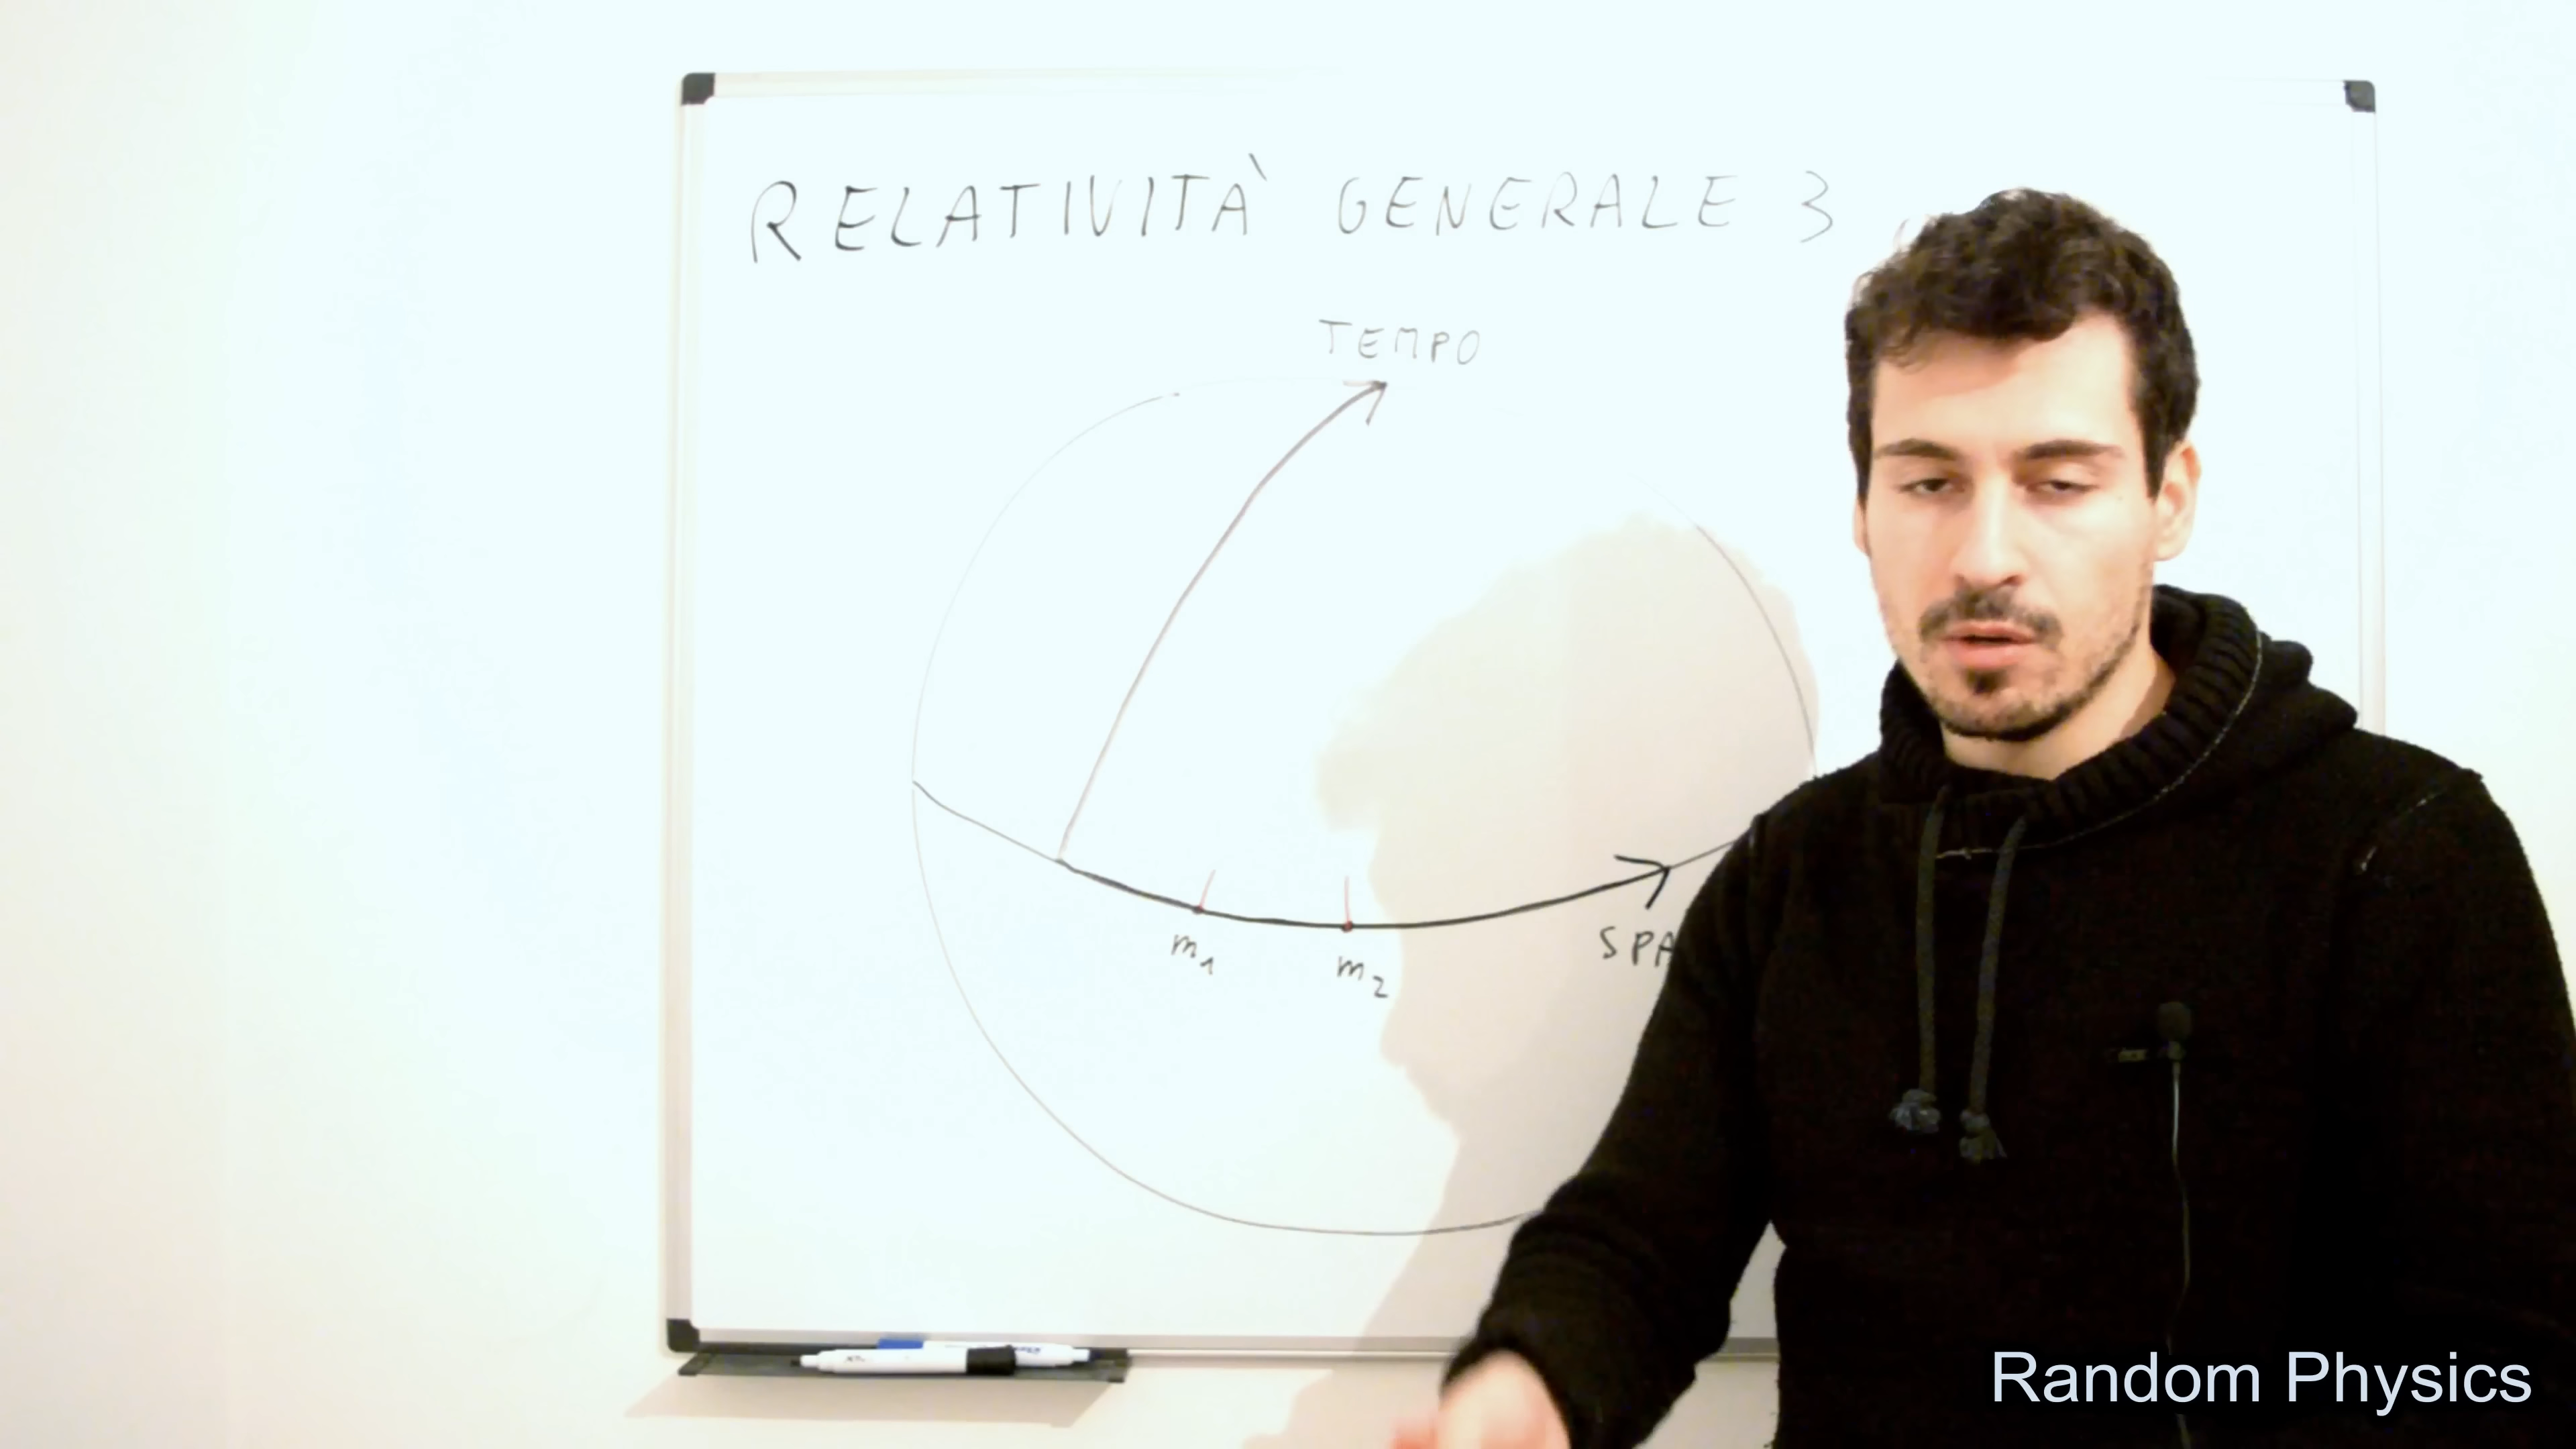 RELATIVITÀ GENERALE 3
TEMPO
m1
m2
SPA
Random Physics